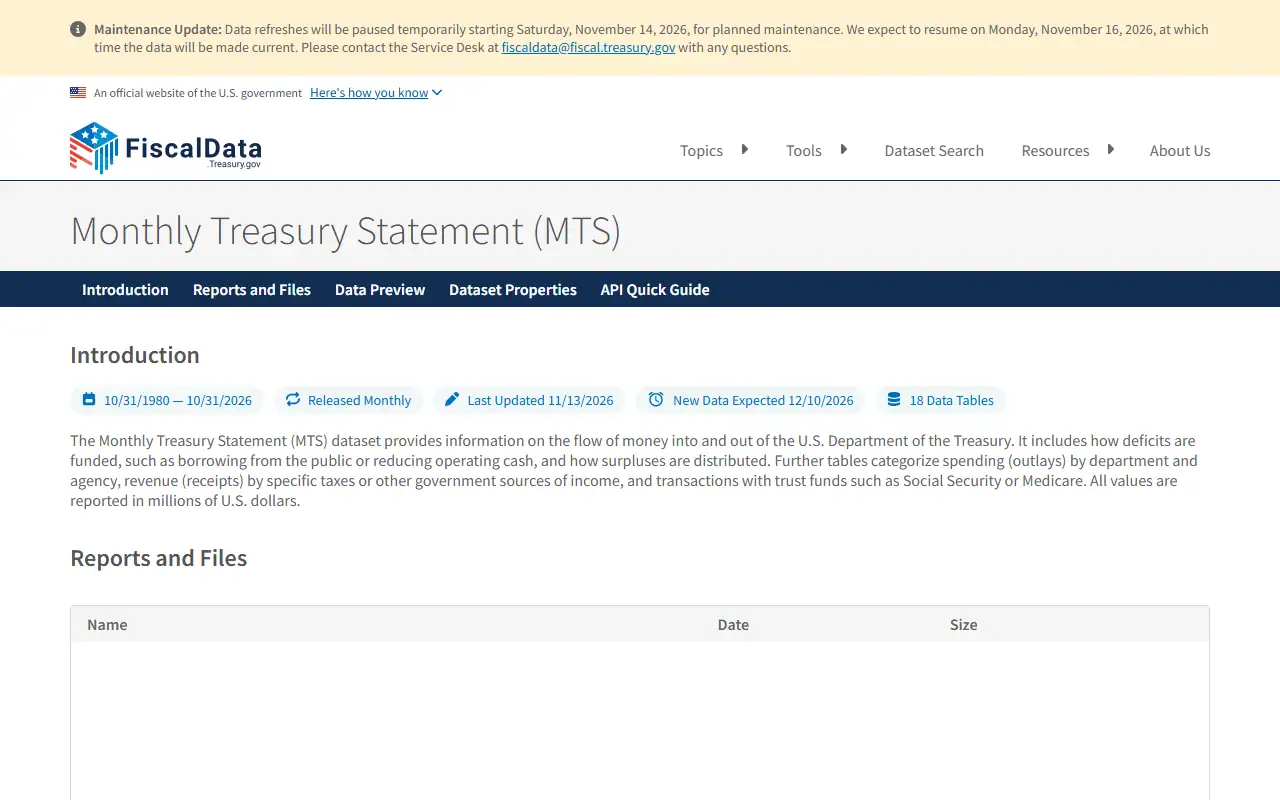 Maintenance Update: Data refreshes will be paused temporarily starting Saturday, November 14, 2026, for planned maintenance. We expect to resume on Monday, November 16, 2026, at which
time the data will be made current. Please contact the Service Desk at fiscaldata@fiscal.treasury.gov with any questions.
An official website of the U.S. government Here's how you know
FiscalData
.Treasury.gov
Topics Tools Dataset Search Resources About Us
Monthly Treasury Statement (MTS)
Introduction Reports and Files Data Preview Dataset Properties API Quick Guide
Introduction
10/31/1980 — 10/31/2026 Released Monthly Last Updated 11/13/2026 New Data Expected 12/10/2026 18 Data Tables
The Monthly Treasury Statement (MTS) dataset provides information on the flow of money into and out of the U.S. Department of the Treasury. It includes how deficits are
funded, such as borrowing from the public or reducing operating cash, and how surpluses are distributed. Further tables categorize spending (outlays) by department and
agency, revenue (receipts) by specific taxes or other government sources of income, and transactions with trust funds such as Social Security or Medicare. All values are
reported in millions of U.S. dollars.
Reports and Files
Name Date Size